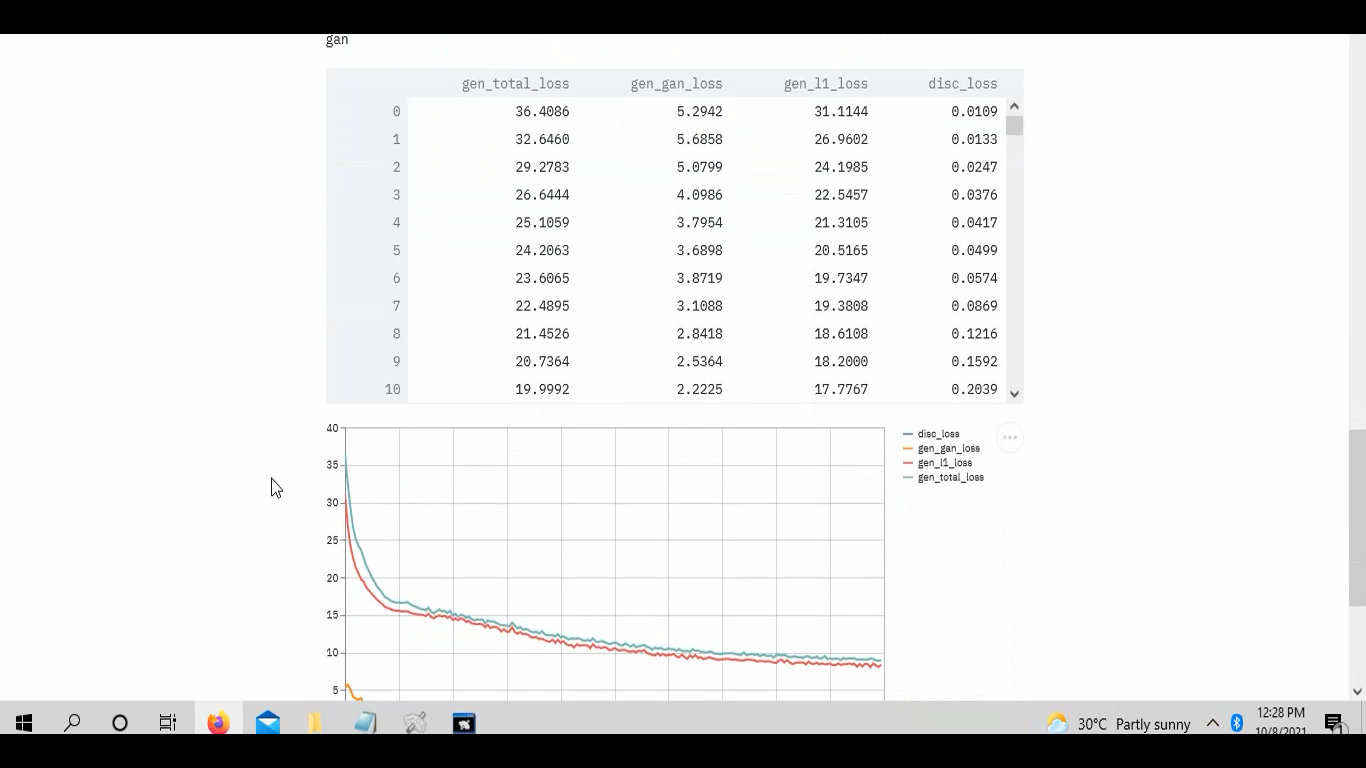 gan
gen_total_loss gen_gan_loss gen_l1_loss disc_loss
0 36.4086 5.2942 31.1144 0.0109
1 32.6460 5.6858 26.9602 0.0133
2 29.2783 5.0799 24.1985 0.0247
3 26.6444 4.0986 22.5457 0.0376
4 25.1059 3.7954 21.3105 0.0417
5 24.2063 3.6898 20.5165 0.0499
6 23.6065 3.8719 19.7347 0.0574
7 22.4895 3.1088 19.3808 0.0869
8 21.4526 2.8418 18.6108 0.1216
9 20.7364 2.5364 18.2000 0.1592
10 19.9992 2.2225 17.7767 0.2039
40
35
30
25
20
15
10
5
disc_loss
gen_gan_loss
gen_l1_loss
gen_total_loss
30°C Partly sunny
12:28 PM
10/8/2021